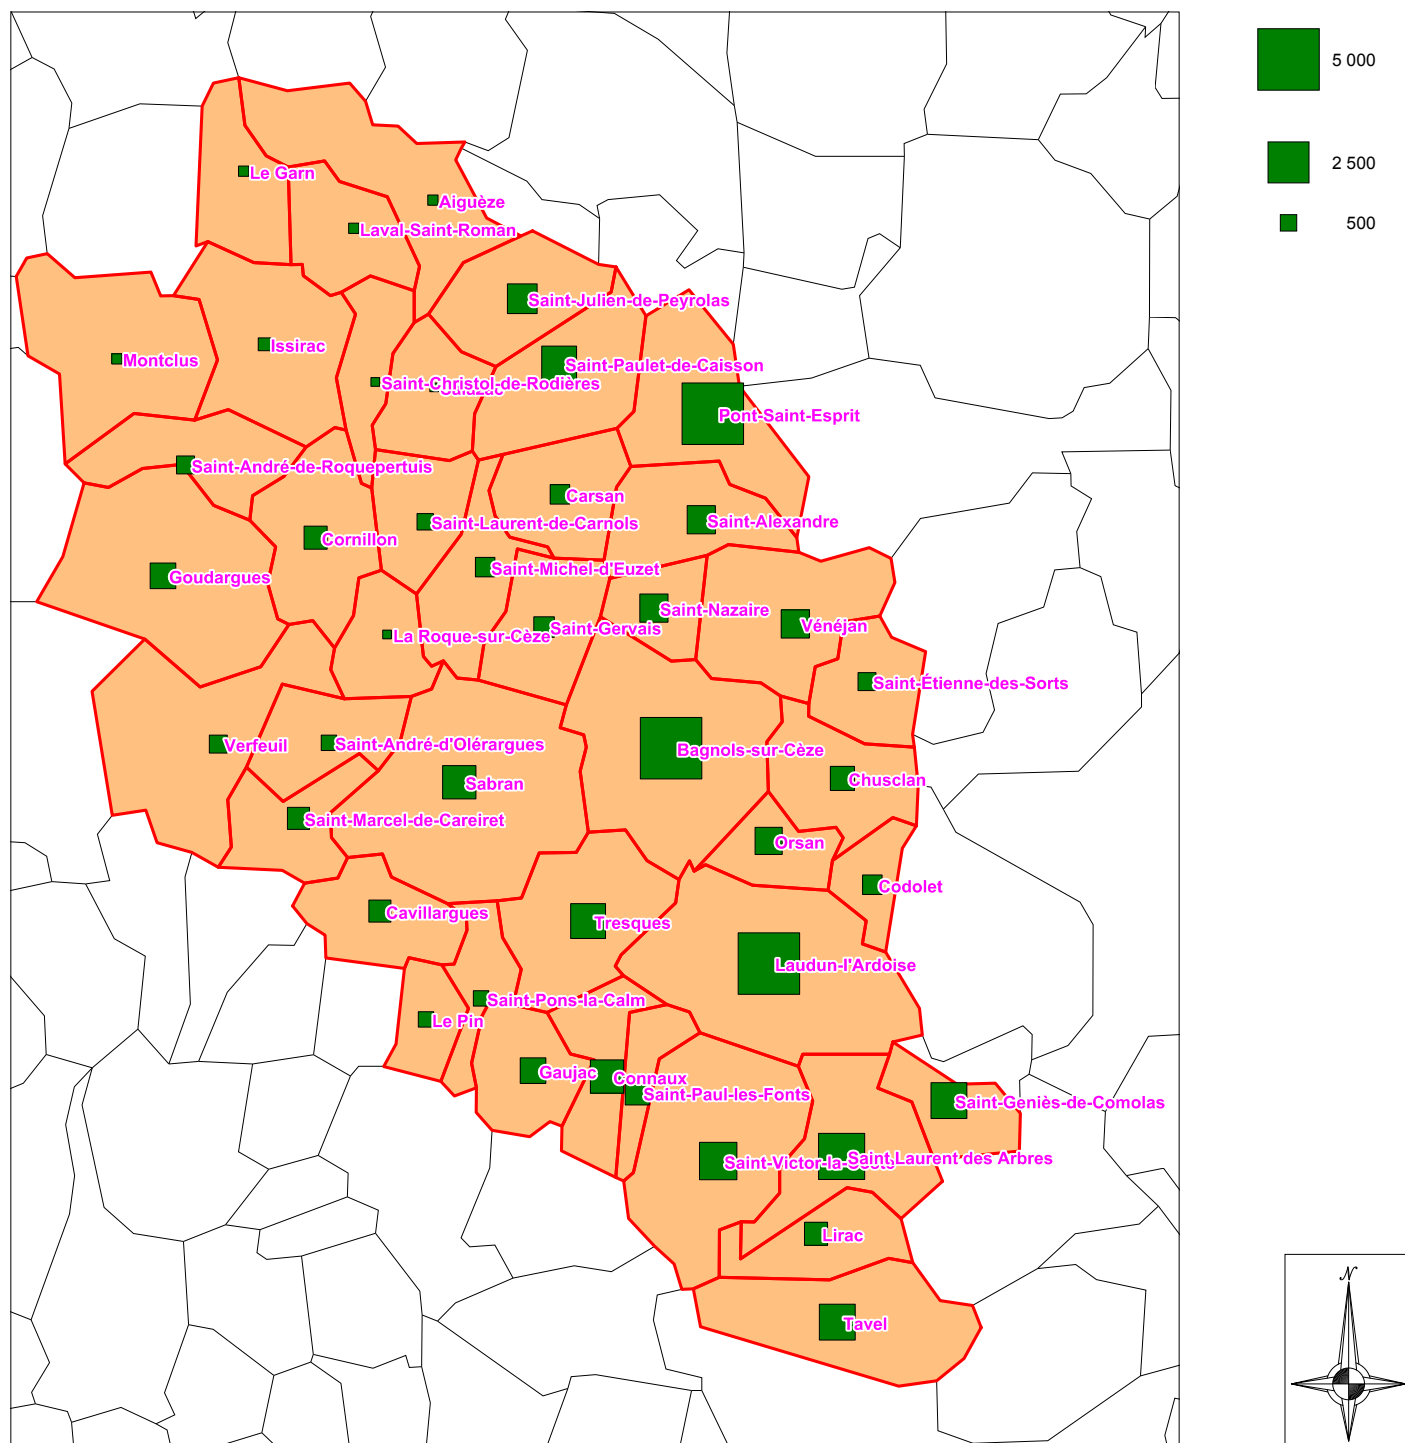 5 000
2 500
500
Le Garn
Aiguèze
Laval-Saint-Roman
Saint-Julien-de-Peyrolas
Issirac
Montclus
Saint-Paulet-de-Caisson
Saint-Christol-de-Rodières
Pont-Saint-Esprit
Saint-André-de-Roquepertuis
Carsan
Saint-Laurent-de-Carnols
Saint-Alexandre
Cornillon
Saint-Michel-d'Euzet
Goudargues
Saint-Nazaire
Vénéjan
Saint-Gervais
La Roque-sur-Cèze
Saint-Étienne-des-Sorts
Verfeuil
Saint-André-d'Olérargues
Bagnols-sur-Cèze
Sabran
Chusclan
Saint-Marcel-de-Careiret
Orsan
Codolet
Cavillargues
Tresques
Laudun-l'Ardoise
Saint-Pons-la-Calm
Le Pin
Gaujac
Connaux
Saint-Paul-les-Fonts
Saint-Geniès-de-Comolas
Saint-Victor-la-
Saint Laurent des Arbres
Lirac
N
Tavel